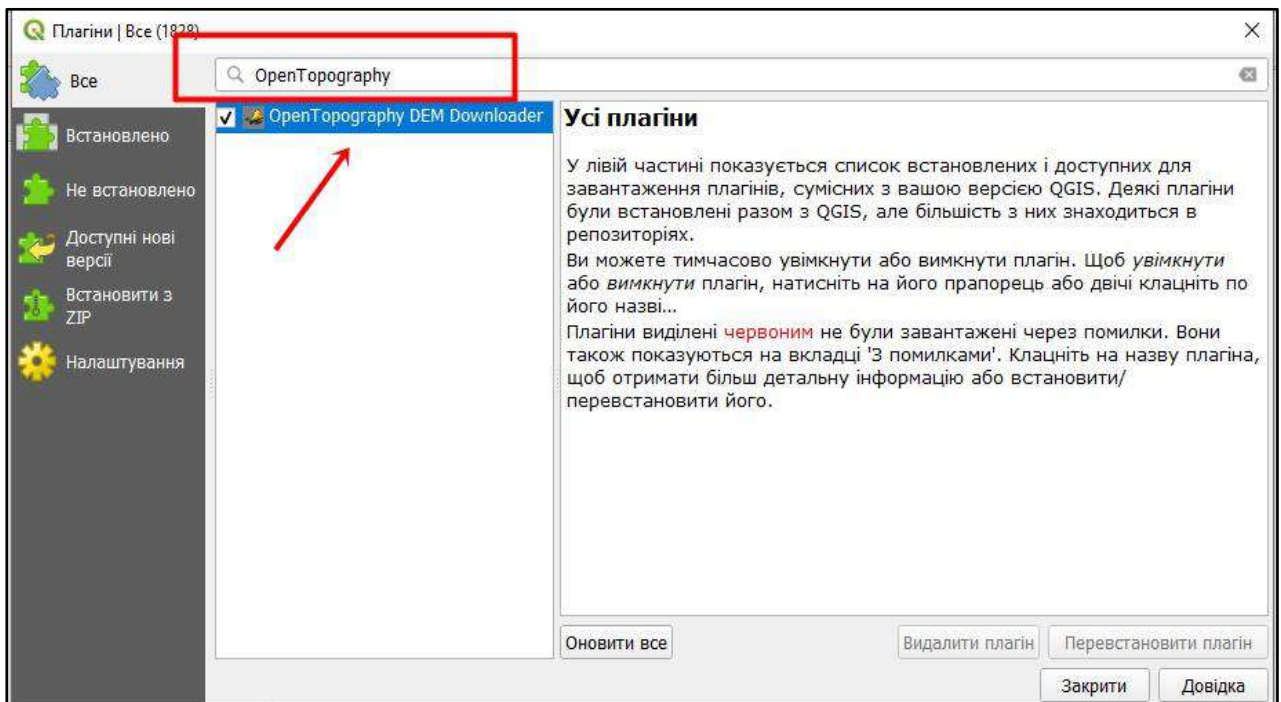 Плагіни | Все (1828)
Все
OpenTopography
Встановлено
Не встановлено
Доступні нові
версії
Встановити з
ZIP
Налаштування
OpenTopography DEM Downloader
Усі плагіни
У лівій частині показується список встановлених і доступних для
завантаження плагінів, сумісних з вашою версією QGIS. Деякі плагіни
були встановлені разом з QGIS, але більшість з них знаходиться в
репозиторіях.
Ви можете тимчасово увімкнути або вимкнути плагін. Щоб увімкнути
або вимкнути плагін, натисніть на його прапорець або двічі клацніть по
його назві...
Плагіни виділені червоним не були завантажені через помилки. Вони
також показуються на вкладці 'З помилками'. Клацніть на назву плагіна,
щоб отримати більш детальну інформацію або встановити/
перевстановити його.
Оновити все
Видалити плагін
Перевстановити плагін
Закрити
Довідка